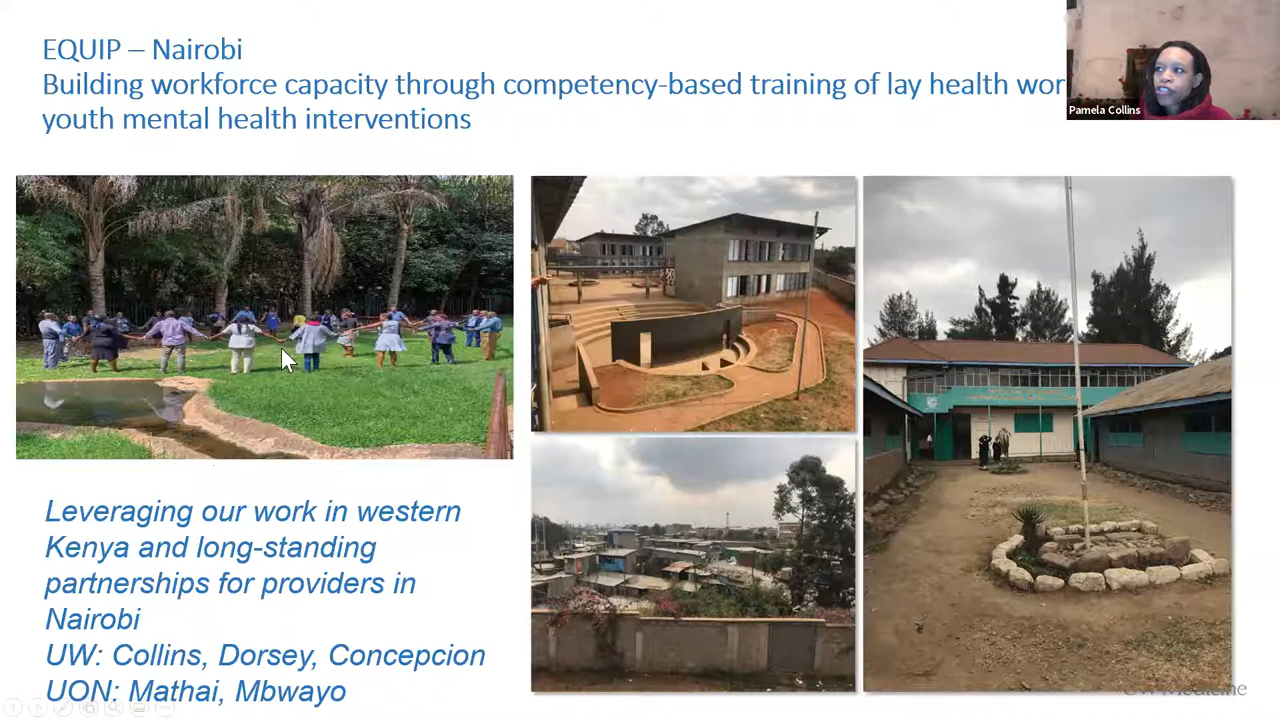 EQUIP – Nairobi
Building workforce capacity through competency-based training of lay health wor
youth mental health interventions
Pamela Collins
Leveraging our work in western
Kenya and long-standing
partnerships for providers in
Nairobi
UW: Collins, Dorsey, Concepcion
UON: Mathai, Mbwayo
UW Medicine